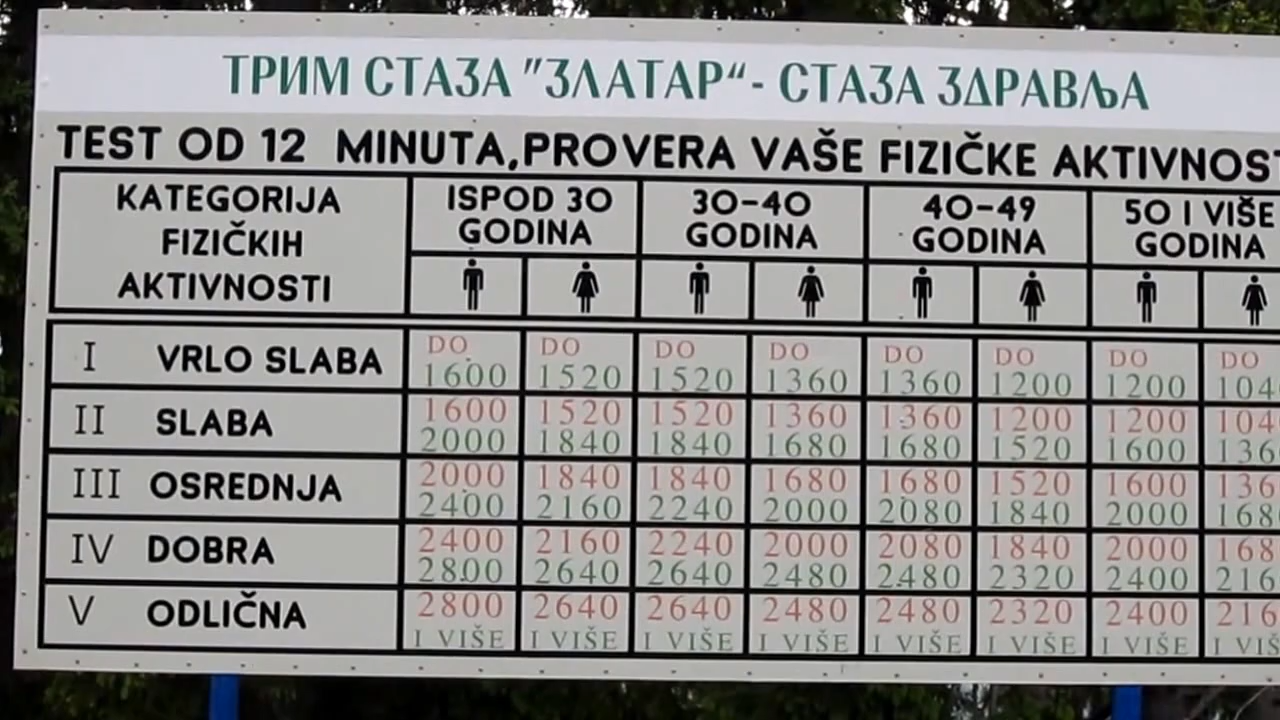 ТРИМ СТАЗА "ЗЛАТАР“ - СТАЗА ЗДРАВЉА
TEST OD 12 MINUTA,PROVERA VAŠE FIZIČKE
KATEGORIJA FIZIČKIH AKTIVNOSTI
ISPOD 30 GODINA
30-40 GODINA
40-49 GODINA
50 I VIŠE GODINA
I VRLO SLABA DO 1600 DO 1520 DO 1520 DO 1360 DO 1360 DO 1200 DO 1200 DO
II SLABA 1600 2000 1520 1840 1520 1840 1360 1680 1360 1680 1200 1520 1200 1600
III OSREDNJA 2000 2400 1840 2160 1840 2240 1680 2000 1680 2080 1520 1840 1600 2000
IV DOBRA 2400 2800 2160 2640 2240 2640 2000 2480 2080 2480 1840 2320 2000 2400
V ODLIČNA 2800 I VIŠE 2640 I VIŠE 2640 I VIŠE 2480 I VIŠE 2480 I VIŠE 2320 I VIŠE 2400 I VIŠE